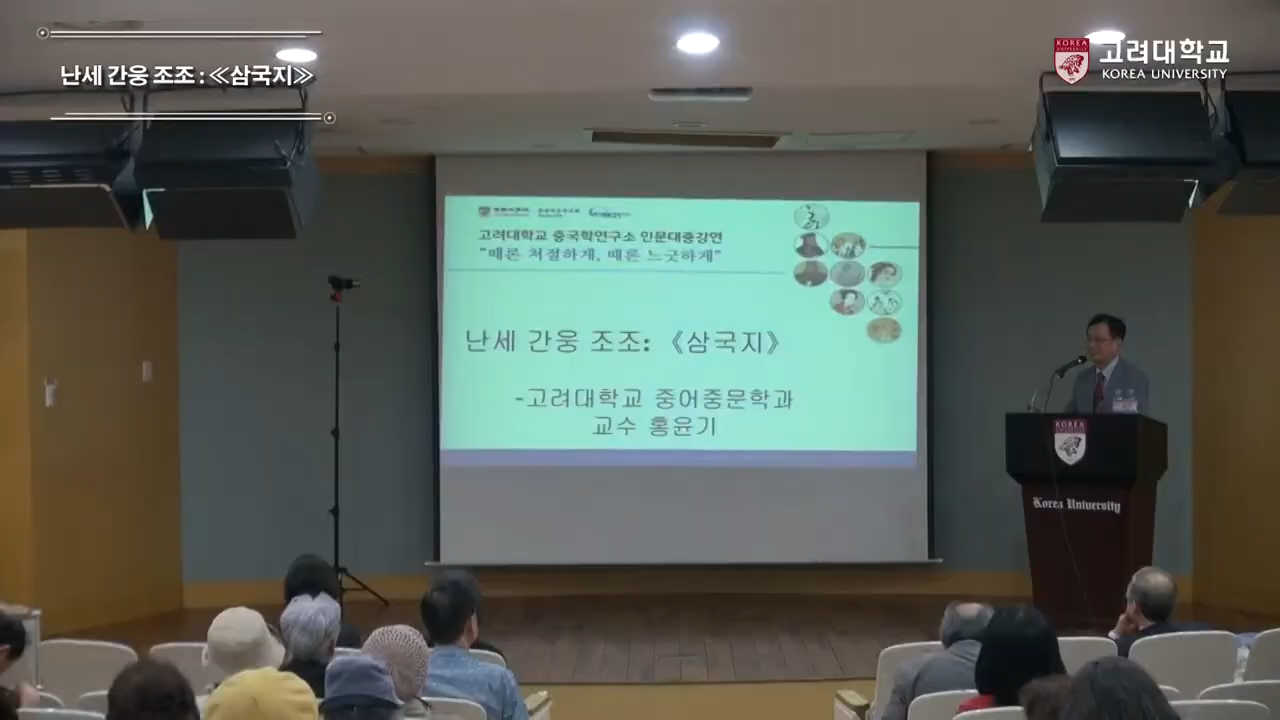 난세 간웅 조조 : ≪삼국지≫
KOREA
고려대학교
KOREA UNIVERSITY
고려대학교 중국학연구소 인문대중강연
"때론 처절하게, 때론 느긋하게"
난세 간웅 조조: 《삼국지》
-고려대학교 중어중문학과
교수 홍윤기
KOREA
Korea University